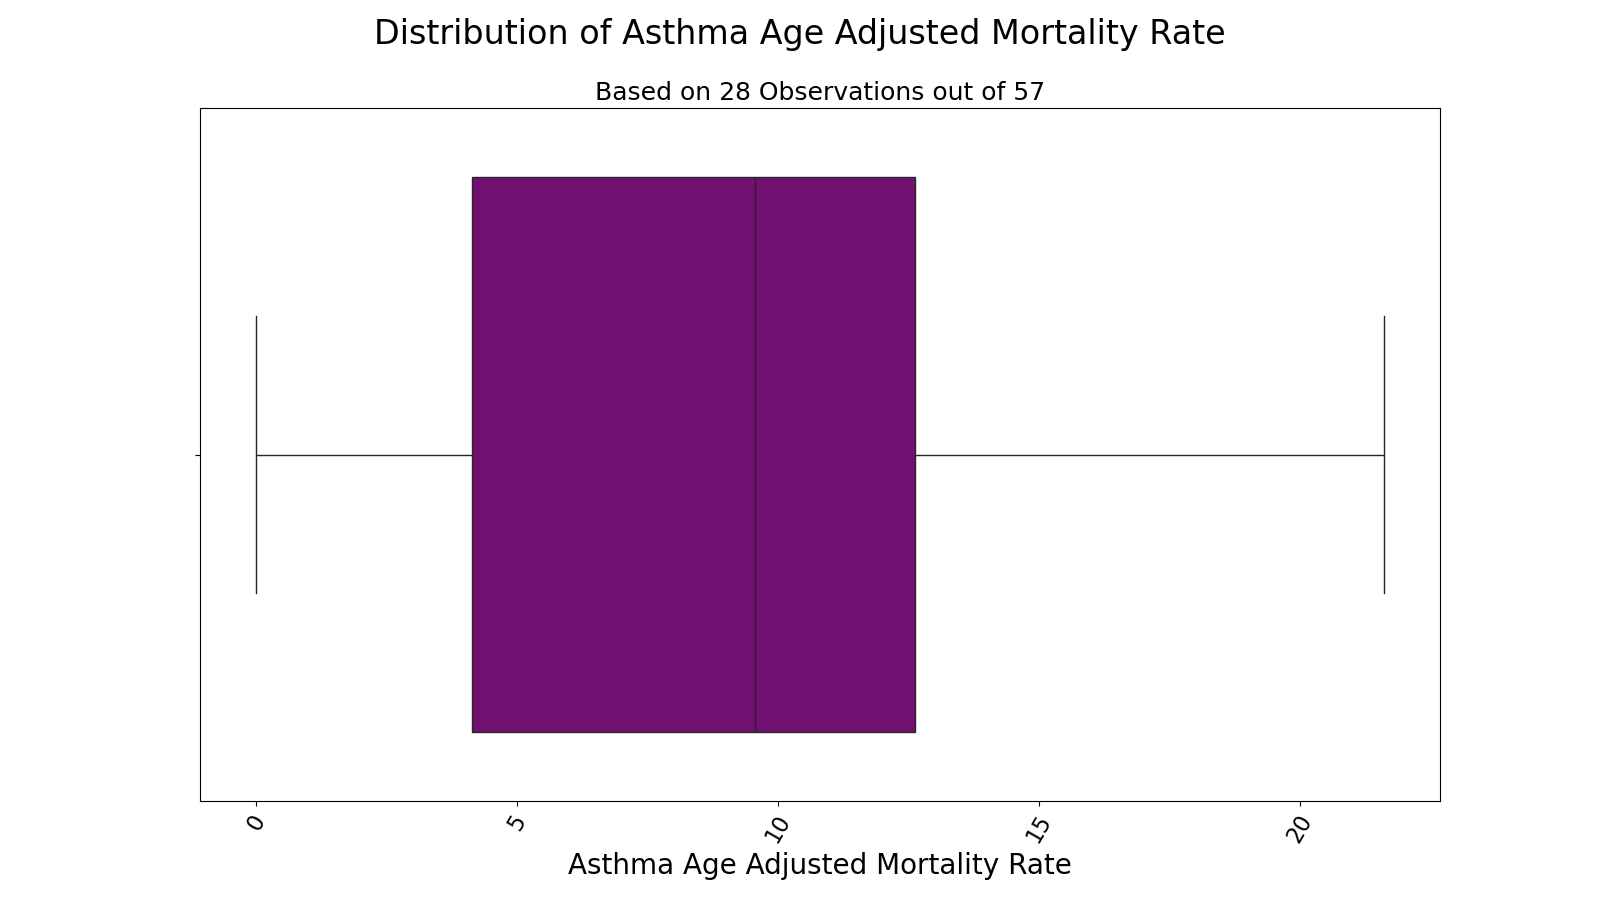 Distribution of Asthma Age Adjusted Mortality Rate
Based on 28 Observations out of 57
0
5
10
15
20
Asthma Age Adjusted Mortality Rate